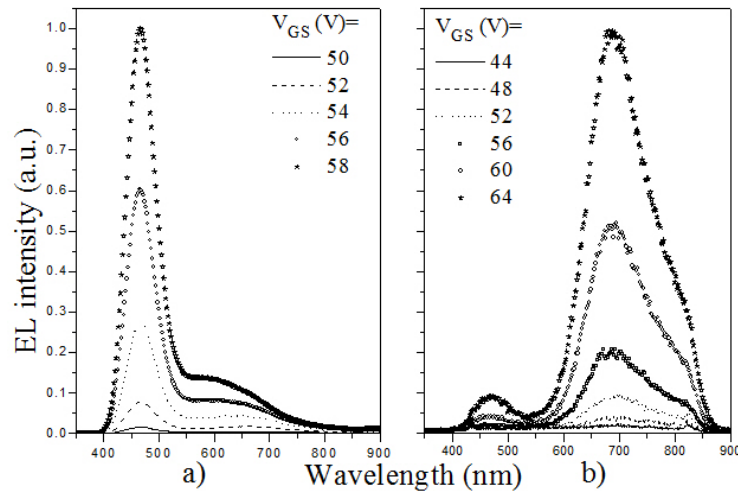 EL intensity (a.u.)
1.0
0.9
0.8
0.7
0.6
0.5
0.4
0.3
0.2
0.1
0.0
V_GS (V)=
50
52
54
56
58
400 500 600 700 800 900
a)
V_GS (V)=
44
48
52
56
60
64
400 500 600 700 800 900
b)
Wavelength (nm)